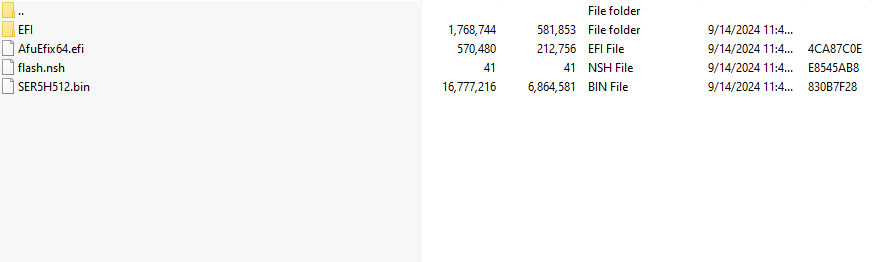 .. File folder
EFI 1,768,744 581,853 File folder 9/14/2024 11:4...
AfuEfix64.efi 570,480 212,756 EFI File 9/14/2024 11:4... 4CA87C0E
flash.nsh 41 41 NSH File 9/14/2024 11:4... E8545AB8
SER5H512.bin 16,777,216 6,864,581 BIN File 9/14/2024 11:4... 830B7F28